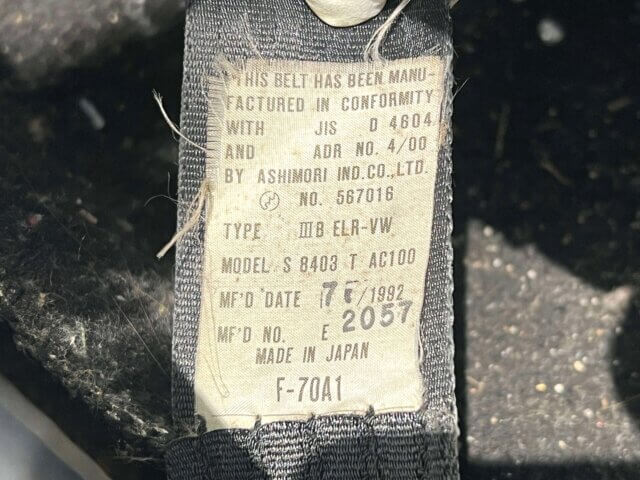 THIS BELT HAS BEEN MANU-
FACTURED IN CONFORMITY
WITH JIS D 4604
AND ADR NO. 4/00
BY ASHIMORI IND.CO.,LTD.
NO. 567016
TYPE III B ELR-VW
MODEL S 8403 T AC100
MF'D DATE /1992
MF'D NO. E 2057
MADE IN JAPAN
F-70A1